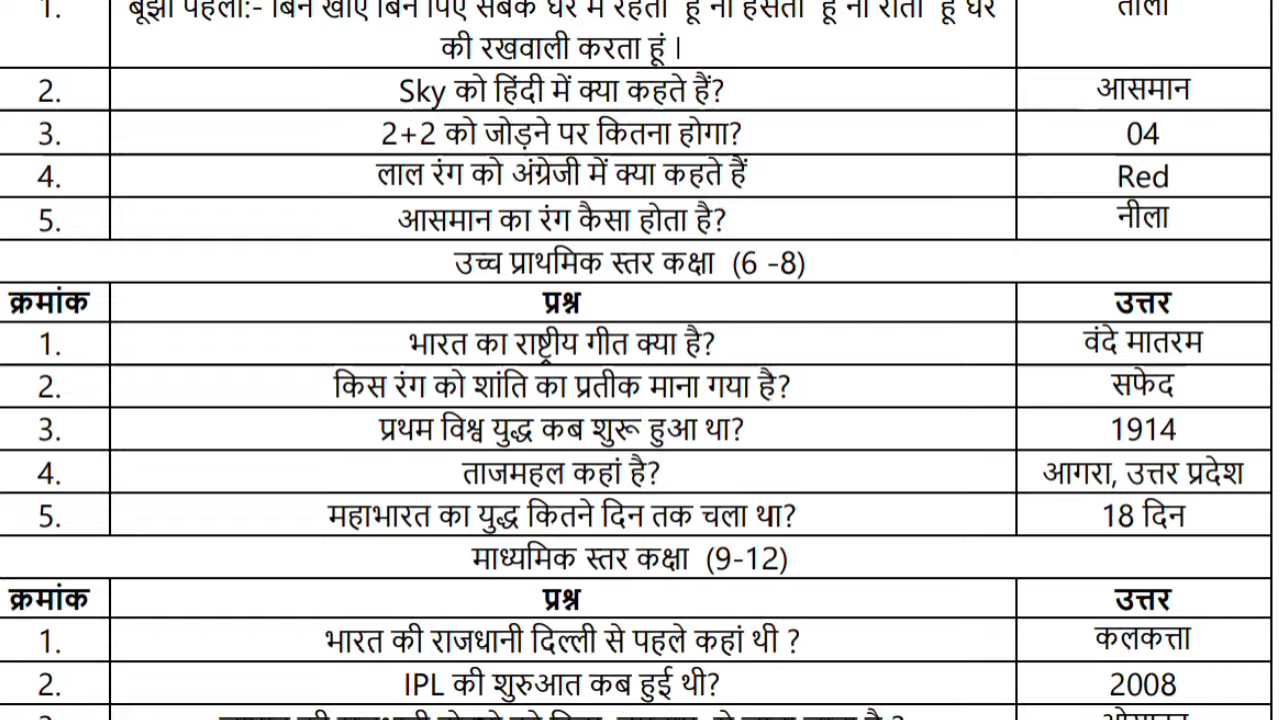 1. बूझो पहेली:- बिन खाए बिन पिए सबके घर में रहता हूं ना हंसता हूं ना रोता हूं घर ताला
की रखवाली करता हूं ।
2. Sky को हिंदी में क्या कहते हैं? आसमान
3. 2+2 को जोड़ने पर कितना होगा? 04
4. लाल रंग को अंग्रेजी में क्या कहते हैं Red
5. आसमान का रंग कैसा होता है? नीला
उच्च प्राथमिक स्तर कक्षा (6 -8)
क्रमांक प्रश्न उत्तर
1. भारत का राष्ट्रीय गीत क्या है? वंदे मातरम
2. किस रंग को शांति का प्रतीक माना गया है? सफेद
3. प्रथम विश्व युद्ध कब शुरू हुआ था? 1914
4. ताजमहल कहां है? आगरा, उत्तर प्रदेश
5. महाभारत का युद्ध कितने दिन तक चला था? 18 दिन
माध्यमिक स्तर कक्षा (9-12)
क्रमांक प्रश्न उत्तर
1. भारत की राजधानी दिल्ली से पहले कहां थी ? कलकत्ता
2. IPL की शुरुआत कब हुई थी? 2008